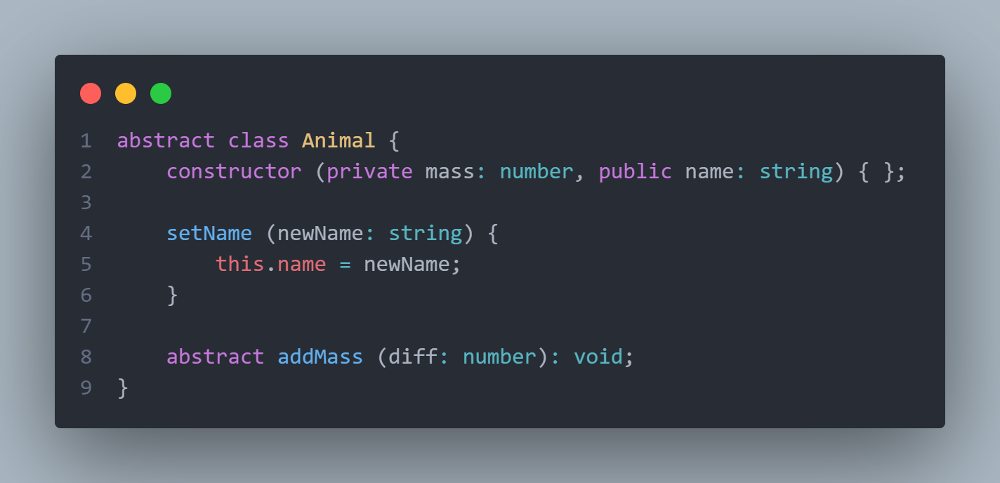 1 abstract class Animal {
2     constructor (private mass: number, public name: string) { };
3
4     setName (newName: string) {
5         this.name = newName;
6     }
7
8     abstract addMass (diff: number): void;
9 }